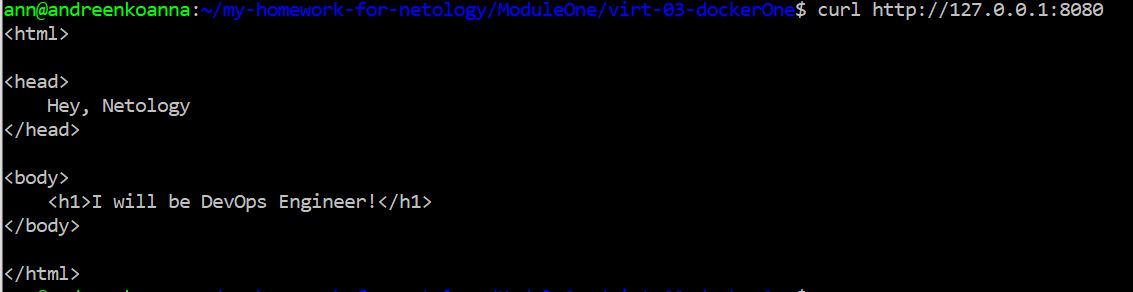 ann@andreenkoanna:~/my-homework-for-netology/ModuleOne/virt-03-dockerOne$ curl http://127.0.0.1:8080
<html>
<head>
    Hey, Netology
</head>
<body>
    <h1>I will be DevOps Engineer!</h1>
</body>
</html>